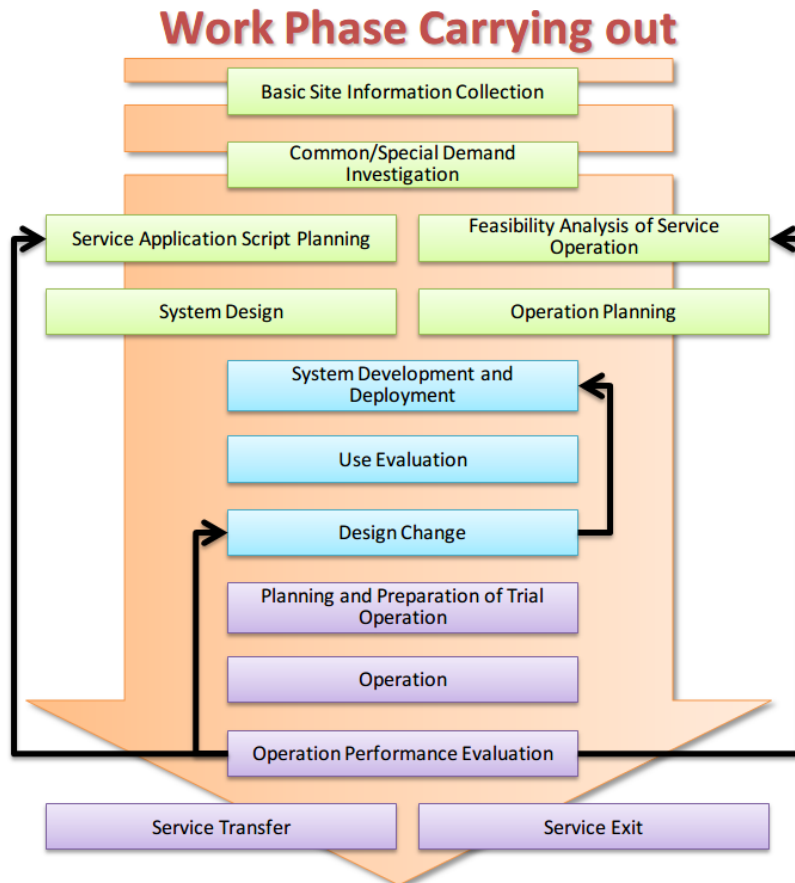 Work Phase Carrying out
Basic Site Information Collection
Common/Special Demand
Investigation
Service Application Script Planning
Feasibility Analysis of Service
Operation
System Design
Operation Planning
System Development and
Deployment
Use Evaluation
Design Change
Planning and Preparation of Trial
Operation
Operation
Operation Performance Evaluation
Service Transfer
Service Exit